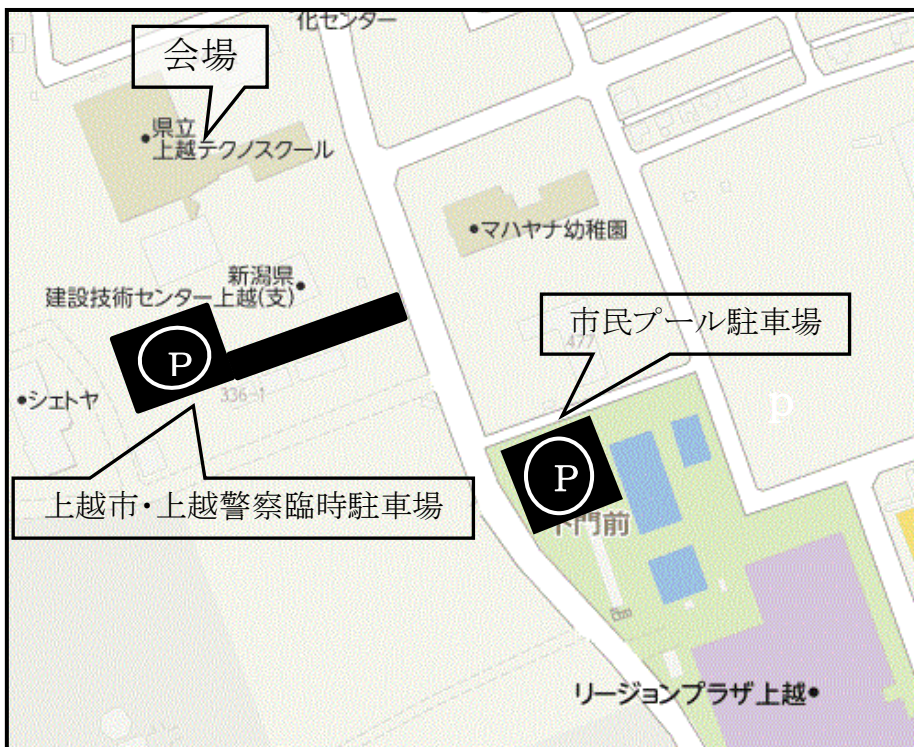 化センター
会場
県立
上越テクノスクール
マハヤナ幼稚園
新潟県
建設技術センター上越(支)
市民プール駐車場
477
P
336-1
シェトヤ
p
P
上越市・上越警察臨時駐車場
下門前
リージョンプラザ上越